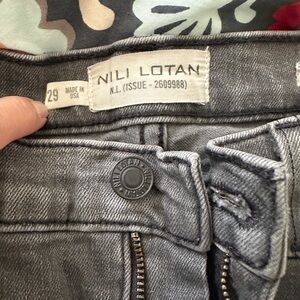 NILI LOTAN
N.L. (ISSUE - 2609988)
29
MADE IN
USA